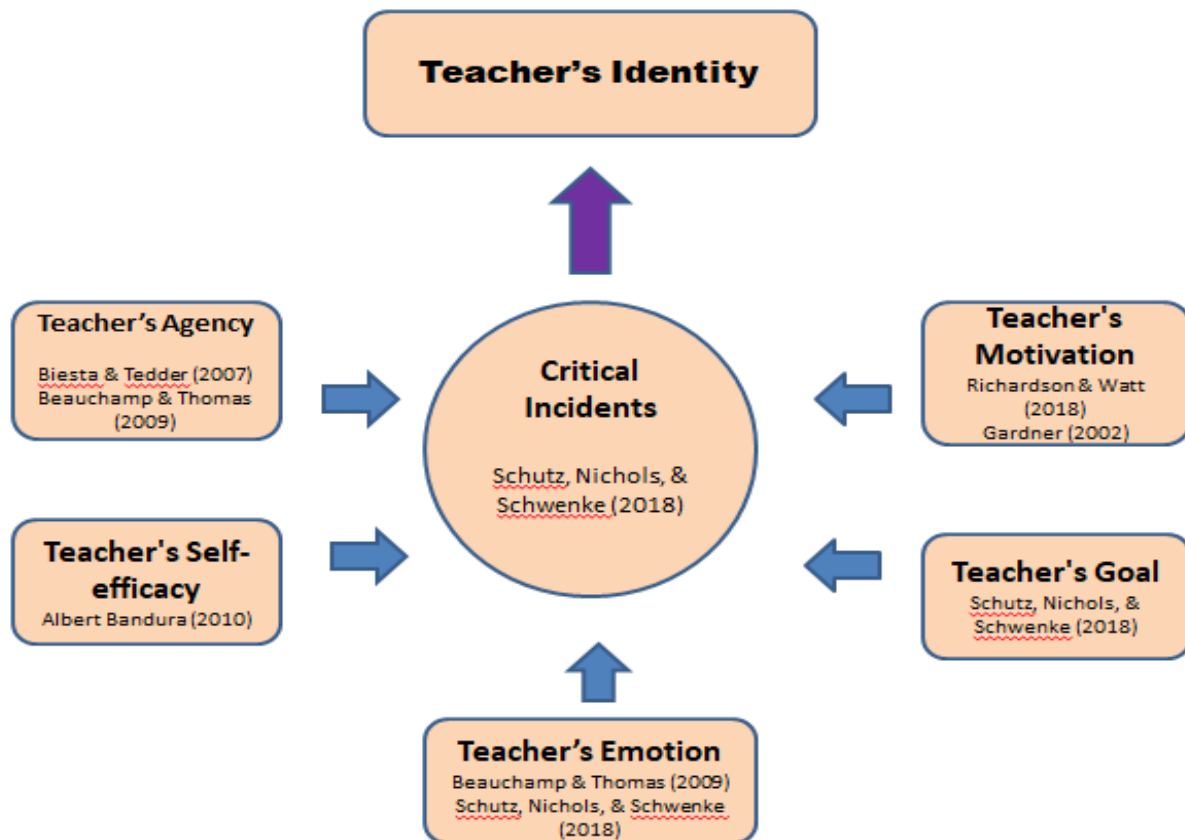 Teacher’s Identity
Teacher’s Agency
Biesta & Tedder (2007)
Beauchamp & Thomas
(2009)
Critical
Incidents
Schutz, Nichols, &
Schwenke (2018)
Teacher's
Motivation
Richardson & Watt
(2018)
Gardner (2002)
Teacher's Self-
efficacy
Albert Bandura (2010)
Teacher's Goal
Schutz, Nichols, &
Schwenke (2018)
Teacher’s Emotion
Beauchamp & Thomas (2009)
Schutz, Nichols, & Schwenke
(2018)